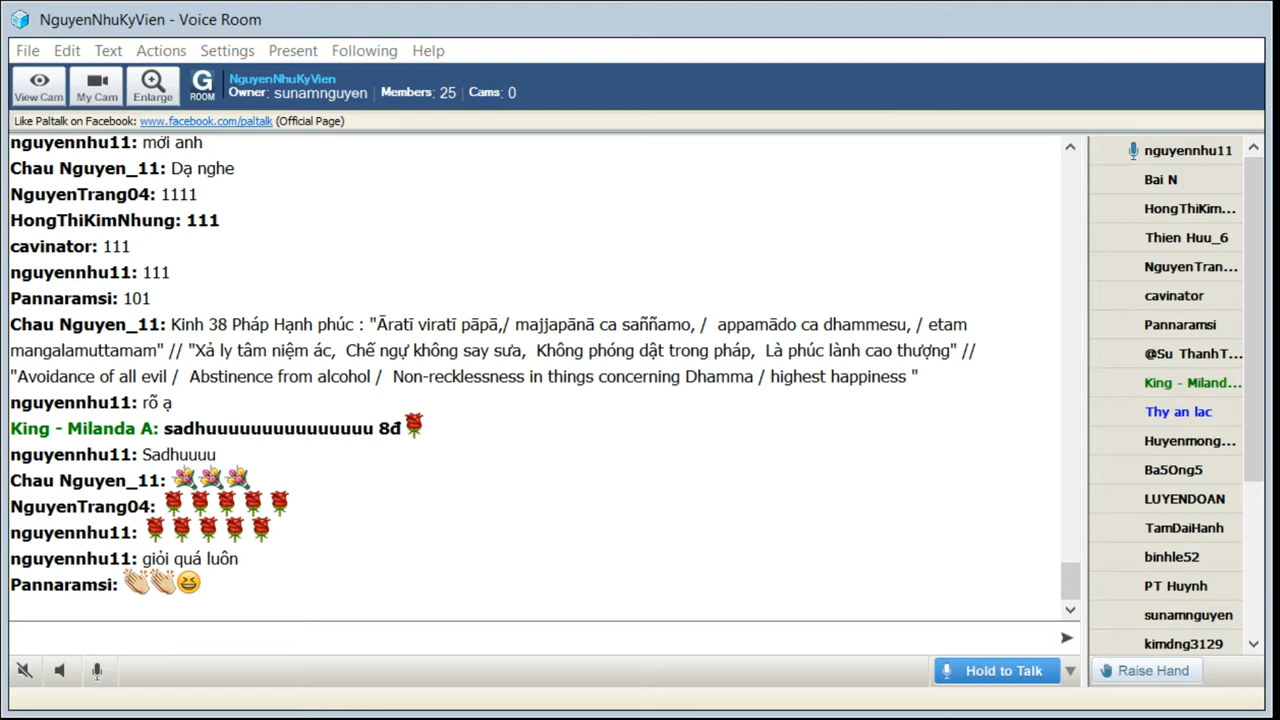 NguyenNhuKyVien - Voice Room
File Edit Text Actions Settings Present Following Help
View Cam
My Cam
Enlarge
G
ROOM
NguyenNhuKyVien
Owner: sunamnguyen | Members: 25 | Cams: 0
Like Paltalk on Facebook: www.facebook.com/paltalk (Official Page)
nguyennhu11: mới anh
Chau Nguyen_11: Dạ nghe
NguyenTrang04: 1111
HongThiKimNhung: 111
cavinator: 111
nguyennhu11: 111
Pannaramsi: 101
Chau Nguyen_11: Kinh 38 Pháp Hạnh phúc : "Āratī viratī pāpā,/ majjapānā ca saññamo, / appamādo ca dhammesu, / etam
mangalamuttamam" // "Xả ly tâm niệm ác, Chế ngự không say sưa, Không phóng dật trong pháp, Là phúc lành cao thượng" //
"Avoidance of all evil / Abstinence from alcohol / Non-recklessness in things concerning Dhamma / highest happiness "
nguyennhu11: rõ ạ
King - Milanda A: sadhuuuuuuuuuuuuuuu 8đ
nguyennhu11: Sadhuuuu
Chau Nguyen_11:
NguyenTrang04:
nguyennhu11:
nguyennhu11: giỏi quá luôn
Pannaramsi:
nguyennhu11
Bai N
HongThiKim...
Thien Huu_6
NguyenTran...
cavinator
Pannaramsi
@Su ThanhT...
King - Miland...
Thy an lac
Huyenmong...
Ba5Ong5
LUYENDOAN
TamDaiHanh
binhle52
PT Huynh
sunamnguyen
kimdng3129
Hold to Talk
Raise Hand